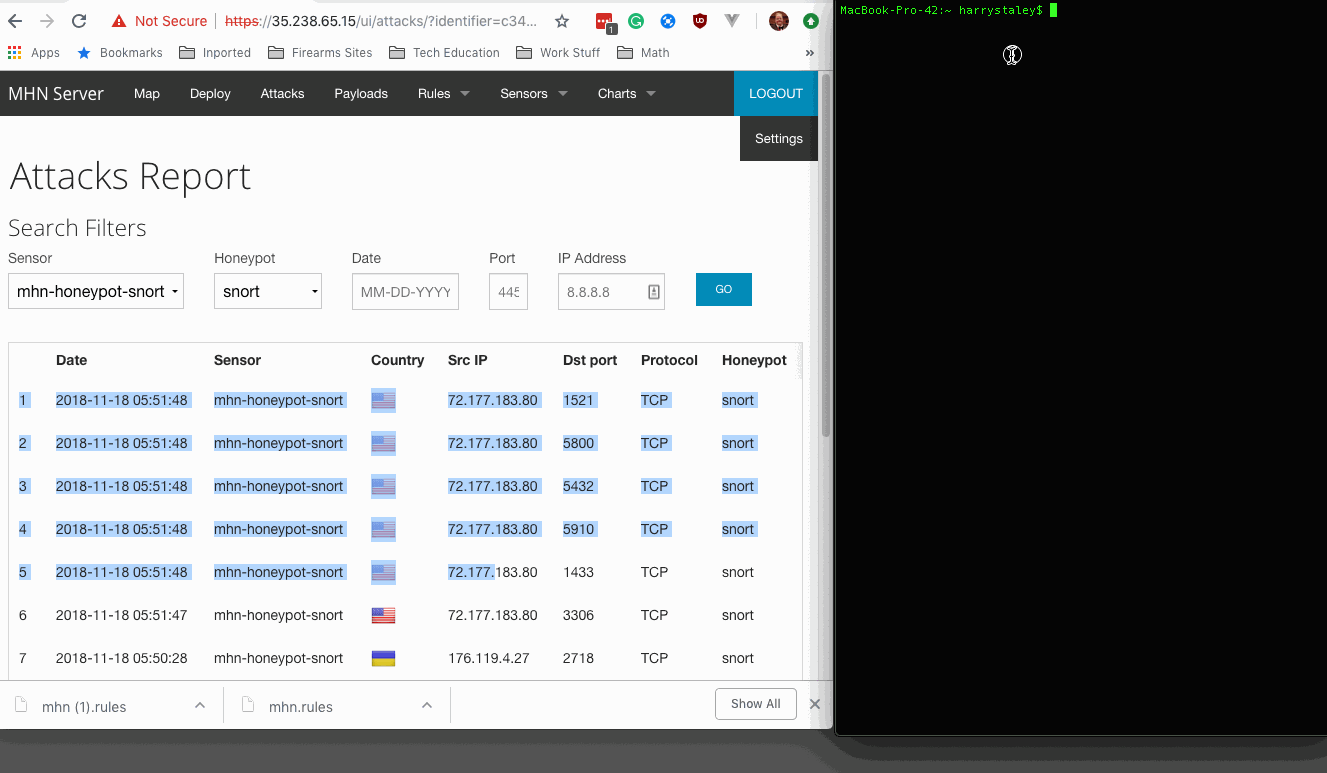 Not Secure https://35.238.65.15/ui/attacks/?identifier=c34... 1
Apps Bookmarks Inported Firearms Sites Tech Education Work Stuff Math »
MHN Server Map Deploy Attacks Payloads Rules Sensors Charts LOGOUT
Settings
Attacks Report
Search Filters
Sensor Honeypot Date Port IP Address
mhn-honeypot-snort snort MM-DD-YYYY 445 8.8.8.8 GO
Date Sensor Country Src IP Dst port Protocol Honeypot
1 2018-11-18 05:51:48 mhn-honeypot-snort 72.177.183.80 1521 TCP snort
2 2018-11-18 05:51:48 mhn-honeypot-snort 72.177.183.80 5800 TCP snort
3 2018-11-18 05:51:48 mhn-honeypot-snort 72.177.183.80 5432 TCP snort
4 2018-11-18 05:51:48 mhn-honeypot-snort 72.177.183.80 5910 TCP snort
5 2018-11-18 05:51:48 mhn-honeypot-snort 72.177.183.80 1433 TCP snort
6 2018-11-18 05:51:47 mhn-honeypot-snort 72.177.183.80 3306 TCP snort
7 2018-11-18 05:50:28 mhn-honeypot-snort 176.119.4.27 2718 TCP snort
mhn (1).rules mhn.rules Show All
MacBook-Pro-42:~ harrystaley$